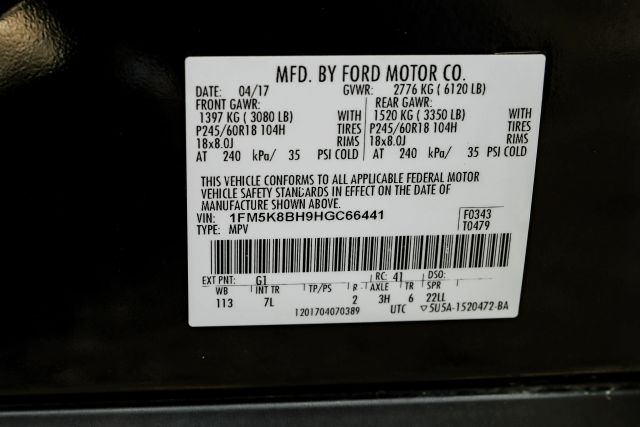 MFD. BY FORD MOTOR CO.
DATE: 04/17 GVWR: 2776 KG ( 6120 LB)
FRONT GAWR: REAR GAWR:
1397 KG ( 3080 LB) WITH 1520 KG ( 3350 LB) WITH
P245/60R18 104H TIRES P245/60R18 104H TIRES
18x8.0J RIMS 18x8.0J RIMS
AT 240 kPa/ 35 PSI COLD AT 240 kPa/ 35 PSI COLD
THIS VEHICLE CONFORMS TO ALL APPLICABLE FEDERAL MOTOR
VEHICLE SAFETY STANDARDS IN EFFECT ON THE DATE OF
MANUFACTURE SHOWN ABOVE.
VIN: 1FM5K8BH9HGC66441 F0343
TYPE: MPV T0479
EXT PNT: G1 RC: 41 DSO:
WB INT TR TP/PS R AXLE TR SPR
113 7L 2 3H 6 22LL
1201704070389 UTC ▽5U5A-1520472-BA